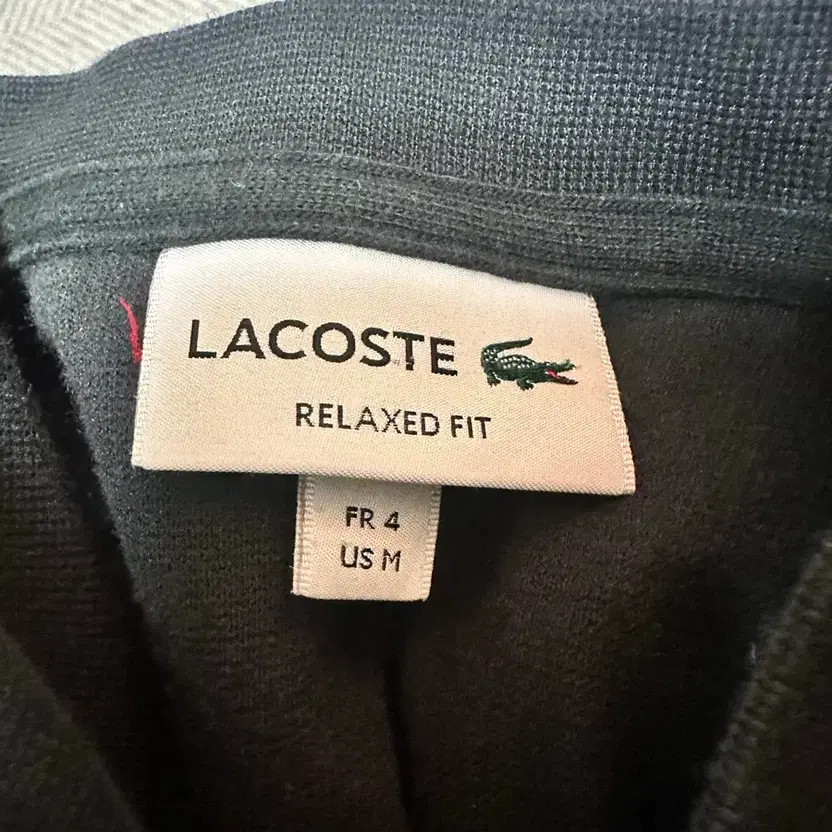 LACOSTE
RELAXED FIT
FR 4
US M